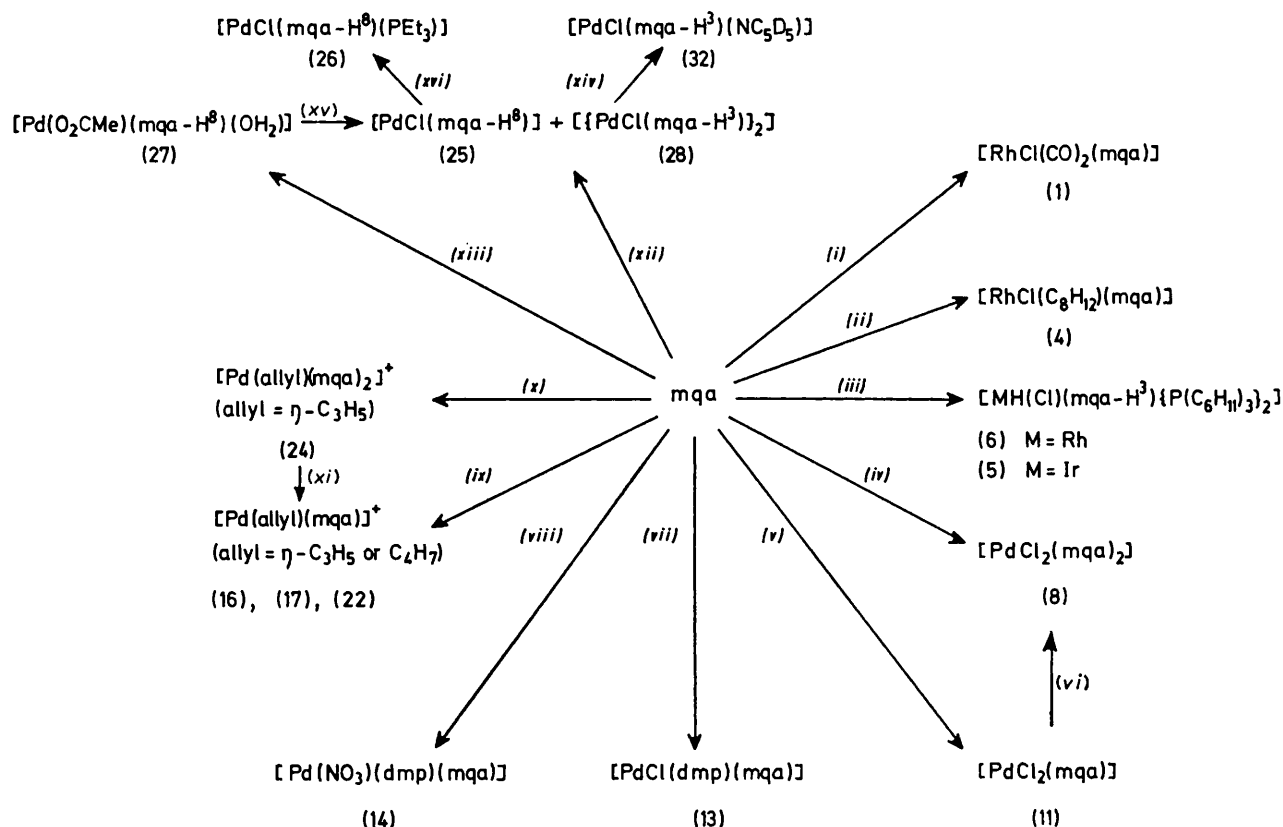 [PdCl(mqa-H⁸)(PEt₃)]
(26)
[PdCl(mqa-H³)(NC₅D₅)]
(32)
(xvi)
(xiv)
[Pd(O₂CMe)(mqa-H⁸)(OH₂)]
(27)
(xv)
[PdCl(mqa-H⁸)] + [{PdCl(mqa-H³)}₂]
(25)
(28)
[RhCl(CO)₂(mqa)]
(1)
(xiii)
(xii)
(i)
[RhCl(C₈H₁₂)(mqa)]
(4)
(ii)
[Pd(allyl)(mqa)₂]⁺
(allyl = η-C₃H₅)
(24)
(x)
mqa
(iii)
[MH(Cl)(mqa-H³){P(C₆H₁₁)₃}₂]
(6) M = Rh
(5) M = Ir
(xi)
(ix)
(iv)
[Pd(allyl)(mqa)]⁺
(allyl = η-C₃H₅ or C₄H₇)
(16), (17), (22)
(viii)
(vii)
(v)
[PdCl₂(mqa)₂]
(8)
(vi)
[Pd(NO₃)(dmp)(mqa)]
(14)
[PdCl(dmp)(mqa)]
(13)
[PdCl₂(mqa)]
(11)